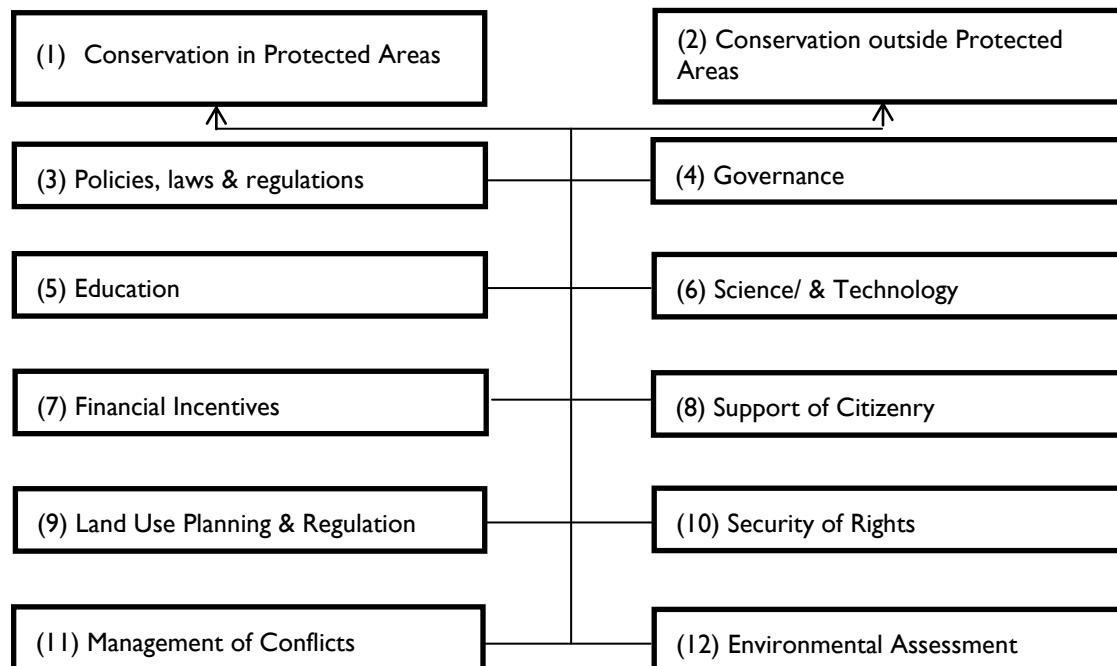 (1) Conservation in Protected Areas
(2) Conservation outside Protected
Areas
(3) Policies, laws & regulations
(4) Governance
(5) Education
(6) Science/ & Technology
(7) Financial Incentives
(8) Support of Citizenry
(9) Land Use Planning & Regulation
(10) Security of Rights
(11) Management of Conflicts
(12) Environmental Assessment